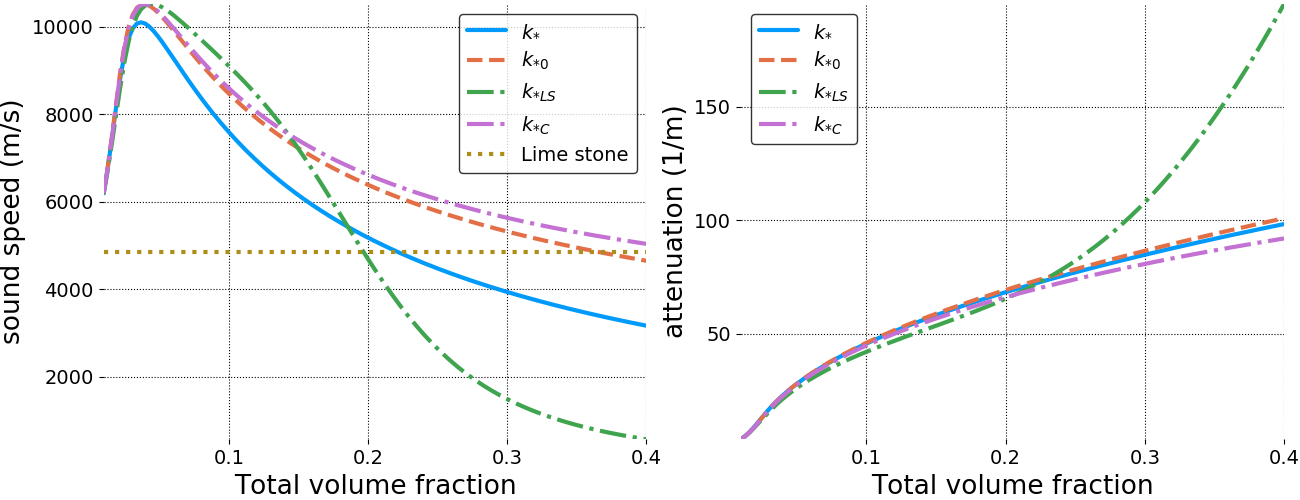 10000
8000
6000
4000
2000
sound speed (m/s)
0.1
0.2
0.3
0.4
Total volume fraction
k*
k*0
k*LS
k*C
Lime stone
150
100
50
attenuation (1/m)
0.1
0.2
0.3
0.4
Total volume fraction
k*
k*0
k*LS
k*C